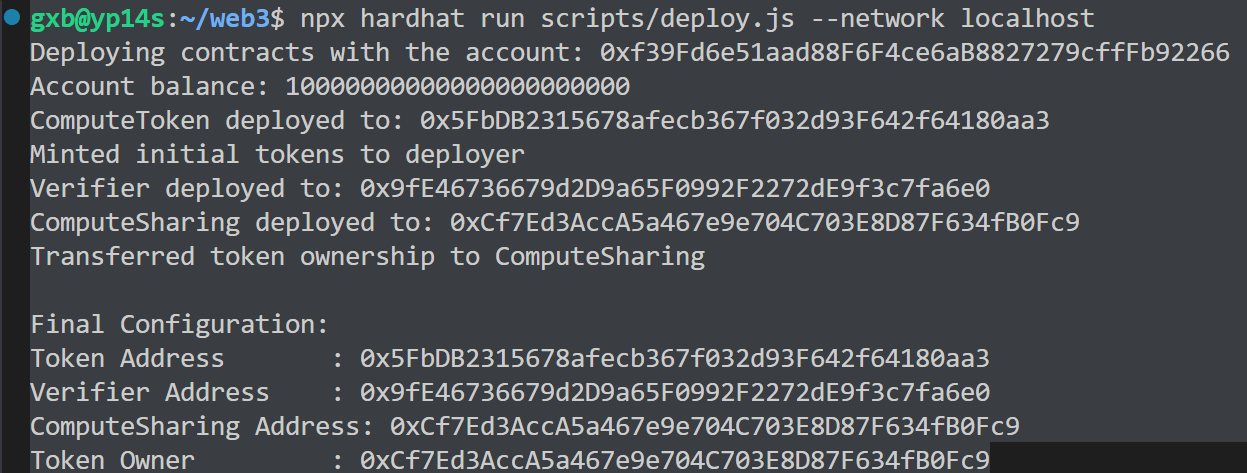 gxb@yp14s:~/web3$ npx hardhat run scripts/deploy.js --network localhost
Deploying contracts with the account: 0xf39Fd6e51aad88F6F4ce6aB8827279cffFb92266
Account balance: 10000000000000000000000
ComputeToken deployed to: 0x5FbDB2315678afecb367f032d93F642f64180aa3
Minted initial tokens to deployer
Verifier deployed to: 0x9fE46736679d2D9a65F0992F2272dE9f3c7fa6e0
ComputeSharing deployed to: 0xCf7Ed3AccA5a467e9e704C703E8D87F634fB0Fc9
Transferred token ownership to ComputeSharing
Final Configuration:
Token Address       : 0x5FbDB2315678afecb367f032d93F642f64180aa3
Verifier Address    : 0x9fE46736679d2D9a65F0992F2272dE9f3c7fa6e0
ComputeSharing Address: 0xCf7Ed3AccA5a467e9e704C703E8D87F634fB0Fc9
Token Owner         : 0xCf7Ed3AccA5a467e9e704C703E8D87F634fB0Fc9